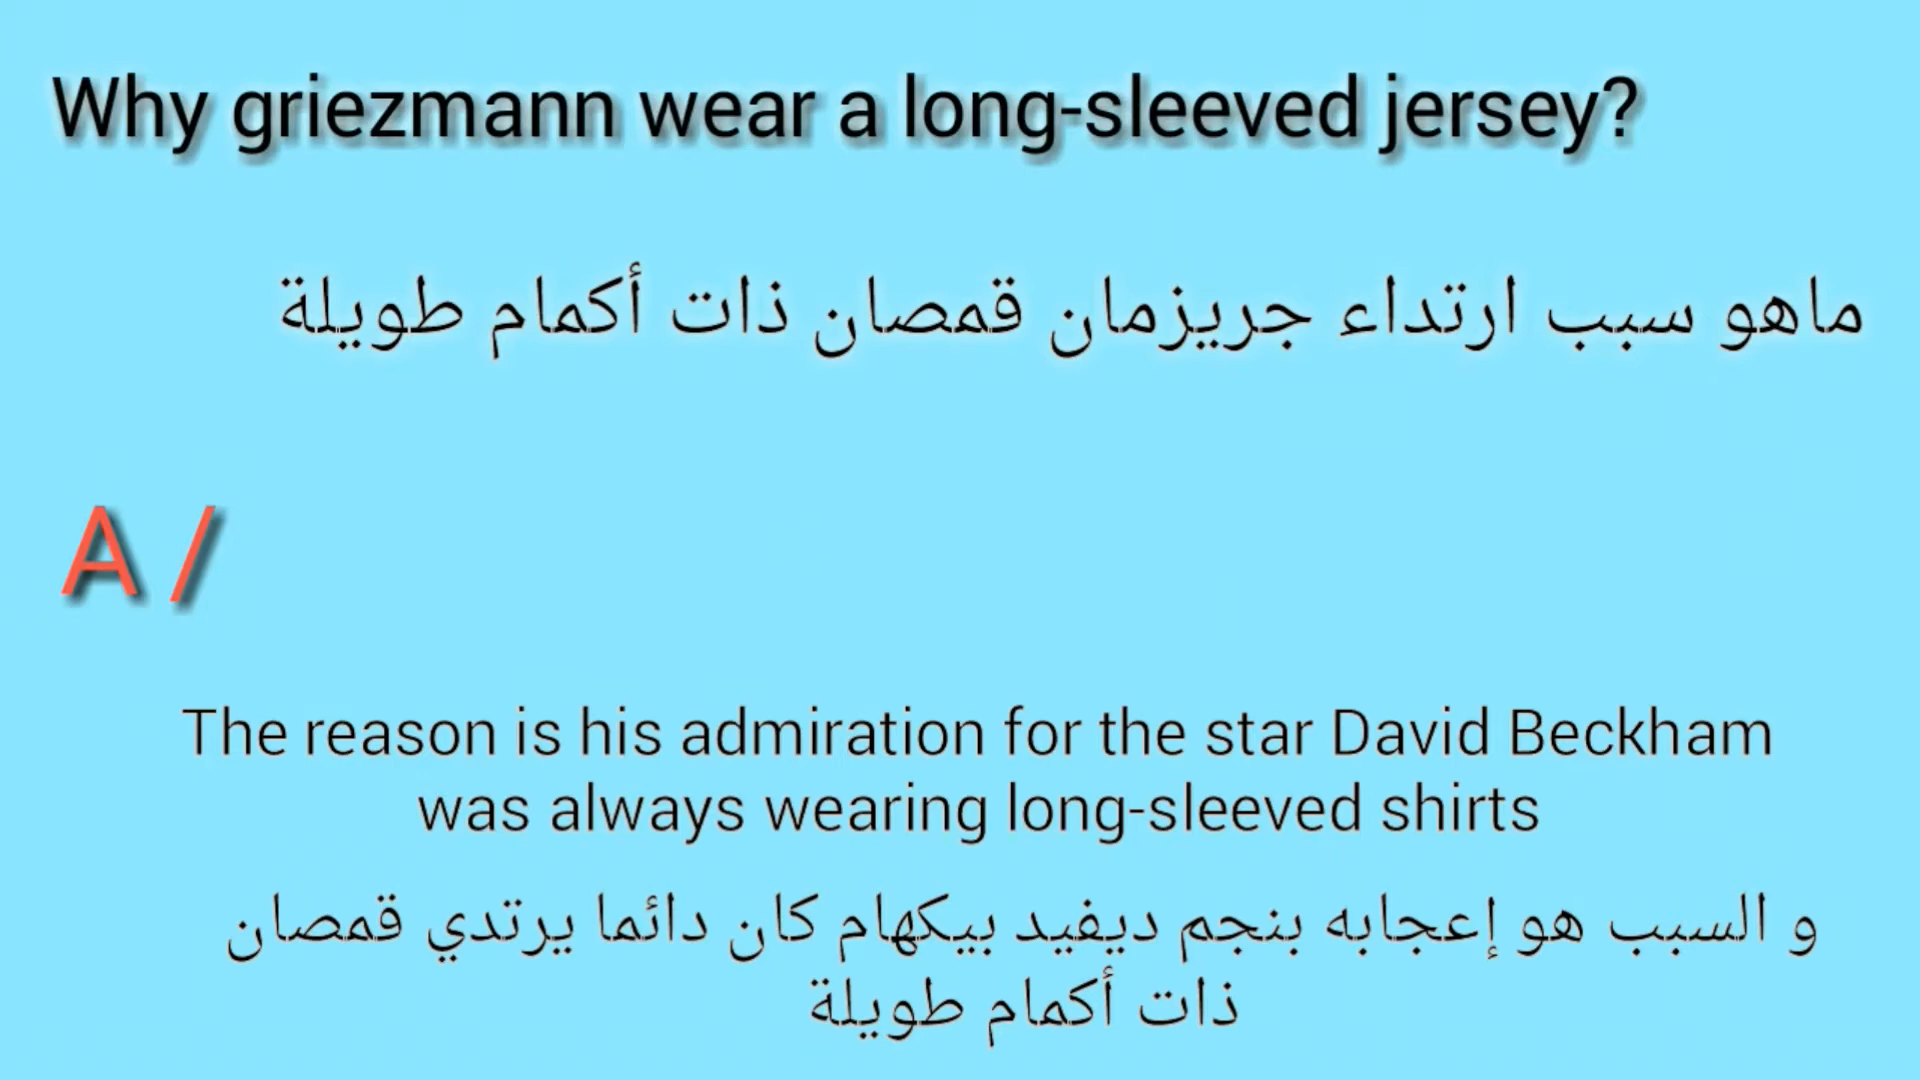 Why griezmann wear a long-sleeved jersey?
ماهو سبب ارتداء جريزمان قمصان ذات أكمام طويلة
A /
The reason is his admiration for the star David Beckham
was always wearing long-sleeved shirts
و السبب هو إعجابه بنجم ديفيد بيكهام كان دائما يرتدي قمصان
ذات أكمام طويلة